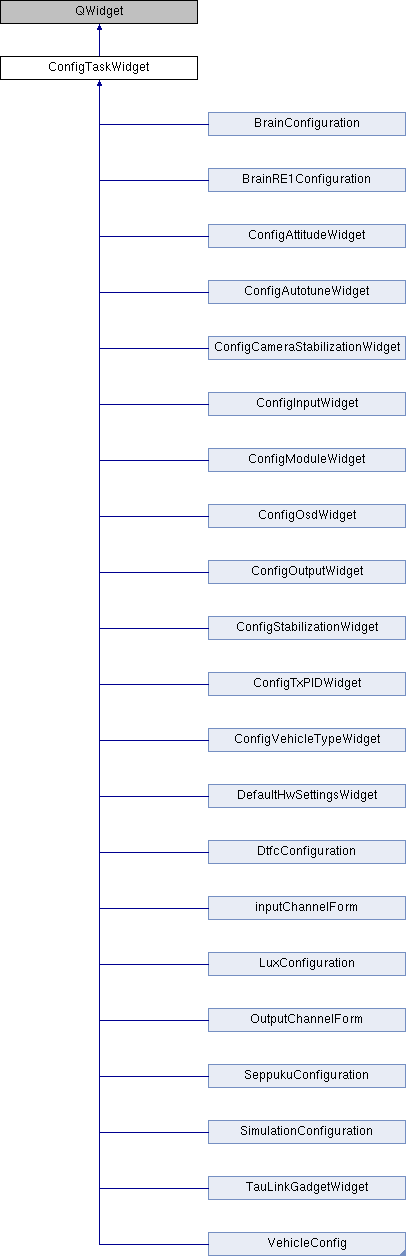 QWidget
ConfigTaskWidget
BrainConfiguration
BrainRE1Configuration
ConfigAttitudeWidget
ConfigAutotuneWidget
ConfigCameraStabilizationWidget
ConfigInputWidget
ConfigModuleWidget
ConfigOsdWidget
ConfigOutputWidget
ConfigStabilizationWidget
ConfigTxPIDWidget
ConfigVehicleTypeWidget
DefaultHwSettingsWidget
DtfcConfiguration
inputChannelForm
LuxConfiguration
OutputChannelForm
SeppukuConfiguration
SimulationConfiguration
TauLinkGadgetWidget
VehicleConfig